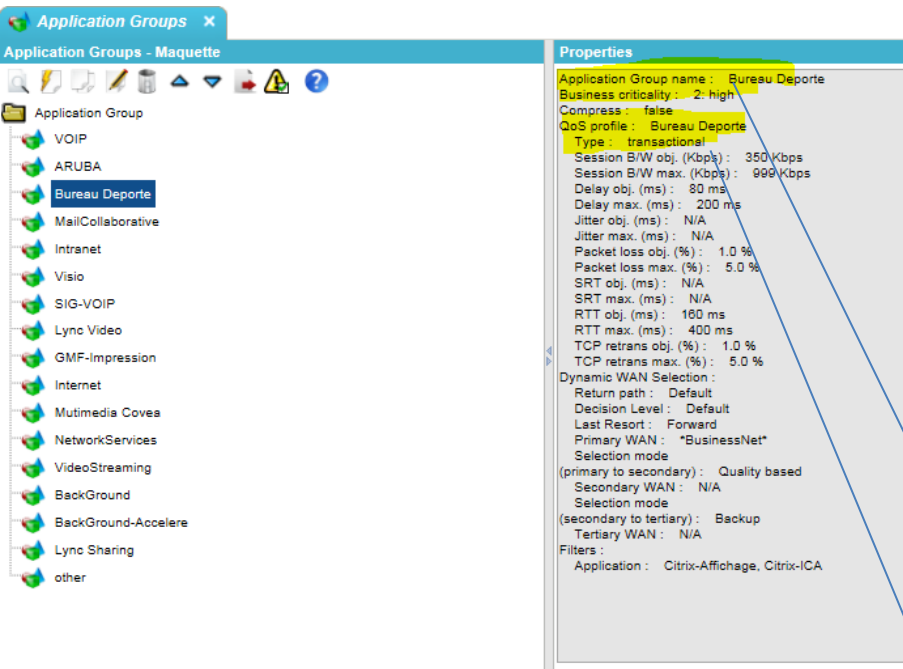 Application Groups ×
Application Groups - Maquette
Application Group
VOIP
ARUBA
Bureau Deporte
MailCollaborative
Intranet
Visio
SIG-VOIP
Lync Video
GMF-Impression
Internet
Mutimedia Covea
NetworkServices
VideoStreaming
BackGround
BackGround-Accelere
Lync Sharing
other
Properties
Application Group name : Bureau Deporte
Business criticality : 2: high
Compress : false
QoS profile : Bureau Deporte
Type : transactional
Session B/W obj. (Kbps) : 350 Kbps
Session B/W max. (Kbps) : 999 Kbps
Delay obj. (ms) : 80 ms
Delay max. (ms) : 200 ms
Jitter obj. (ms) : N/A
Jitter max. (ms) : N/A
Packet loss obj. (%) : 1.0 %
Packet loss max. (%) : 5.0 %
SRT obj. (ms) : N/A
SRT max. (ms) : N/A
RTT obj. (ms) : 160 ms
RTT max. (ms) : 400 ms
TCP retrans obj. (%) : 1.0 %
TCP retrans max. (%) : 5.0 %
Dynamic WAN Selection :
Return path : Default
Decision Level : Default
Last Resort : Forward
Primary WAN : *BusinessNet*
Selection mode
(primary to secondary) : Quality based
Secondary WAN : N/A
Selection mode
(secondary to tertiary) : Backup
Tertiary WAN : N/A
Filters :
Application : Citrix-Affichage, Citrix-ICA